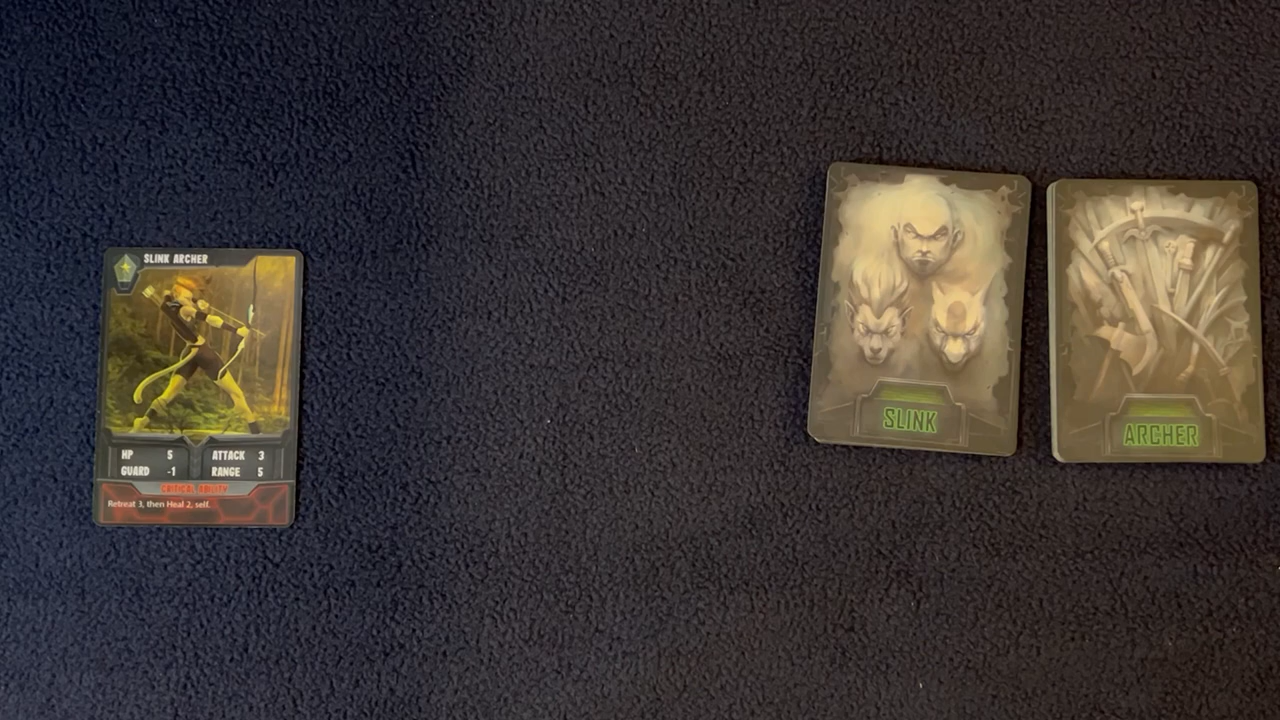 SLINK ARCHER
HP 5 ATTACK 3
GUARD -1 RANGE 5
CRITICAL ABILITY
Retreat 3, then Heal 2, self.
SLINK
ARCHER